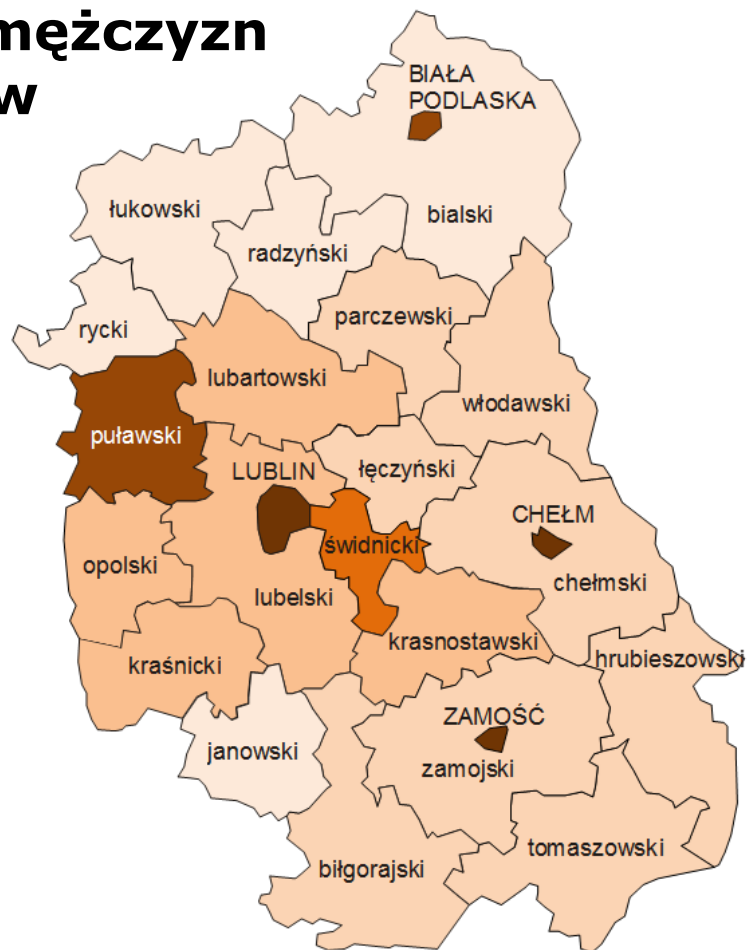 mężczyzn
w
BIAŁA
PODLASKA
łukowski
bialski
radzyński
rycki
parczewski
lubartowski
włodawski
puławski
LUBLIN
łęczyński
CHEŁM
świdnicki
opolski
chełmski
lubelski
krasnostawski
hrubieszowski
kraśnicki
ZAMOŚĆ
janowski
zamojski
tomaszowski
biłgorajski